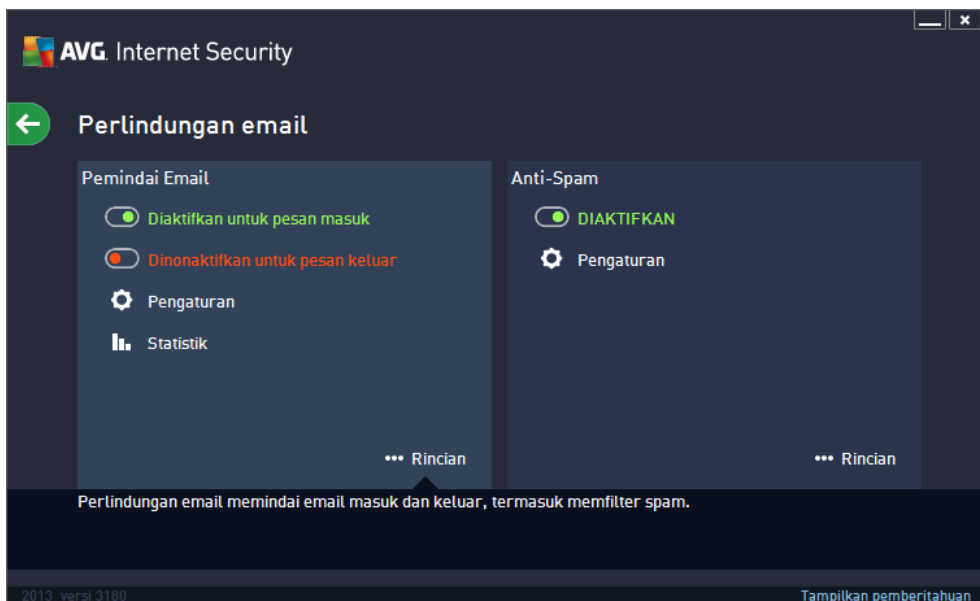 AVG. Internet Security
Perlindungan email
Pemindai Email
Diaktifkan untuk pesan masuk
Dinonaktifkan untuk pesan keluar
Pengaturan
Statistik
••• Rincian
Anti-Spam
DIAKTIFKAN
Pengaturan
••• Rincian
Perlindungan email memindai email masuk dan keluar, termasuk memfilter spam.
2013 versi 3180
Tampilkan pemberitahuan